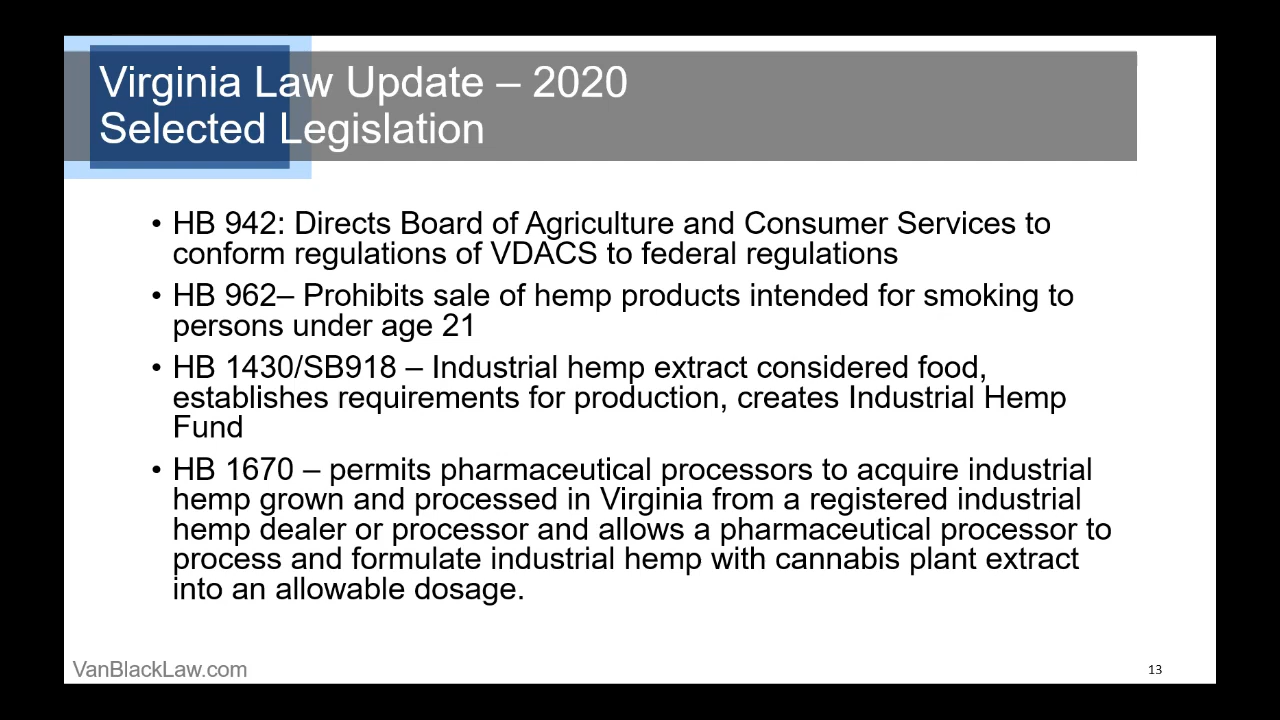 Virginia Law Update – 2020
Selected Legislation
• HB 942: Directs Board of Agriculture and Consumer Services to
conform regulations of VDACS to federal regulations
• HB 962– Prohibits sale of hemp products intended for smoking to
persons under age 21
• HB 1430/SB918 – Industrial hemp extract considered food,
establishes requirements for production, creates Industrial Hemp
Fund
• HB 1670 – permits pharmaceutical processors to acquire industrial
hemp grown and processed in Virginia from a registered industrial
hemp dealer or processor and allows a pharmaceutical processor to
process and formulate industrial hemp with cannabis plant extract
into an allowable dosage.
VanBlackLaw.com
13